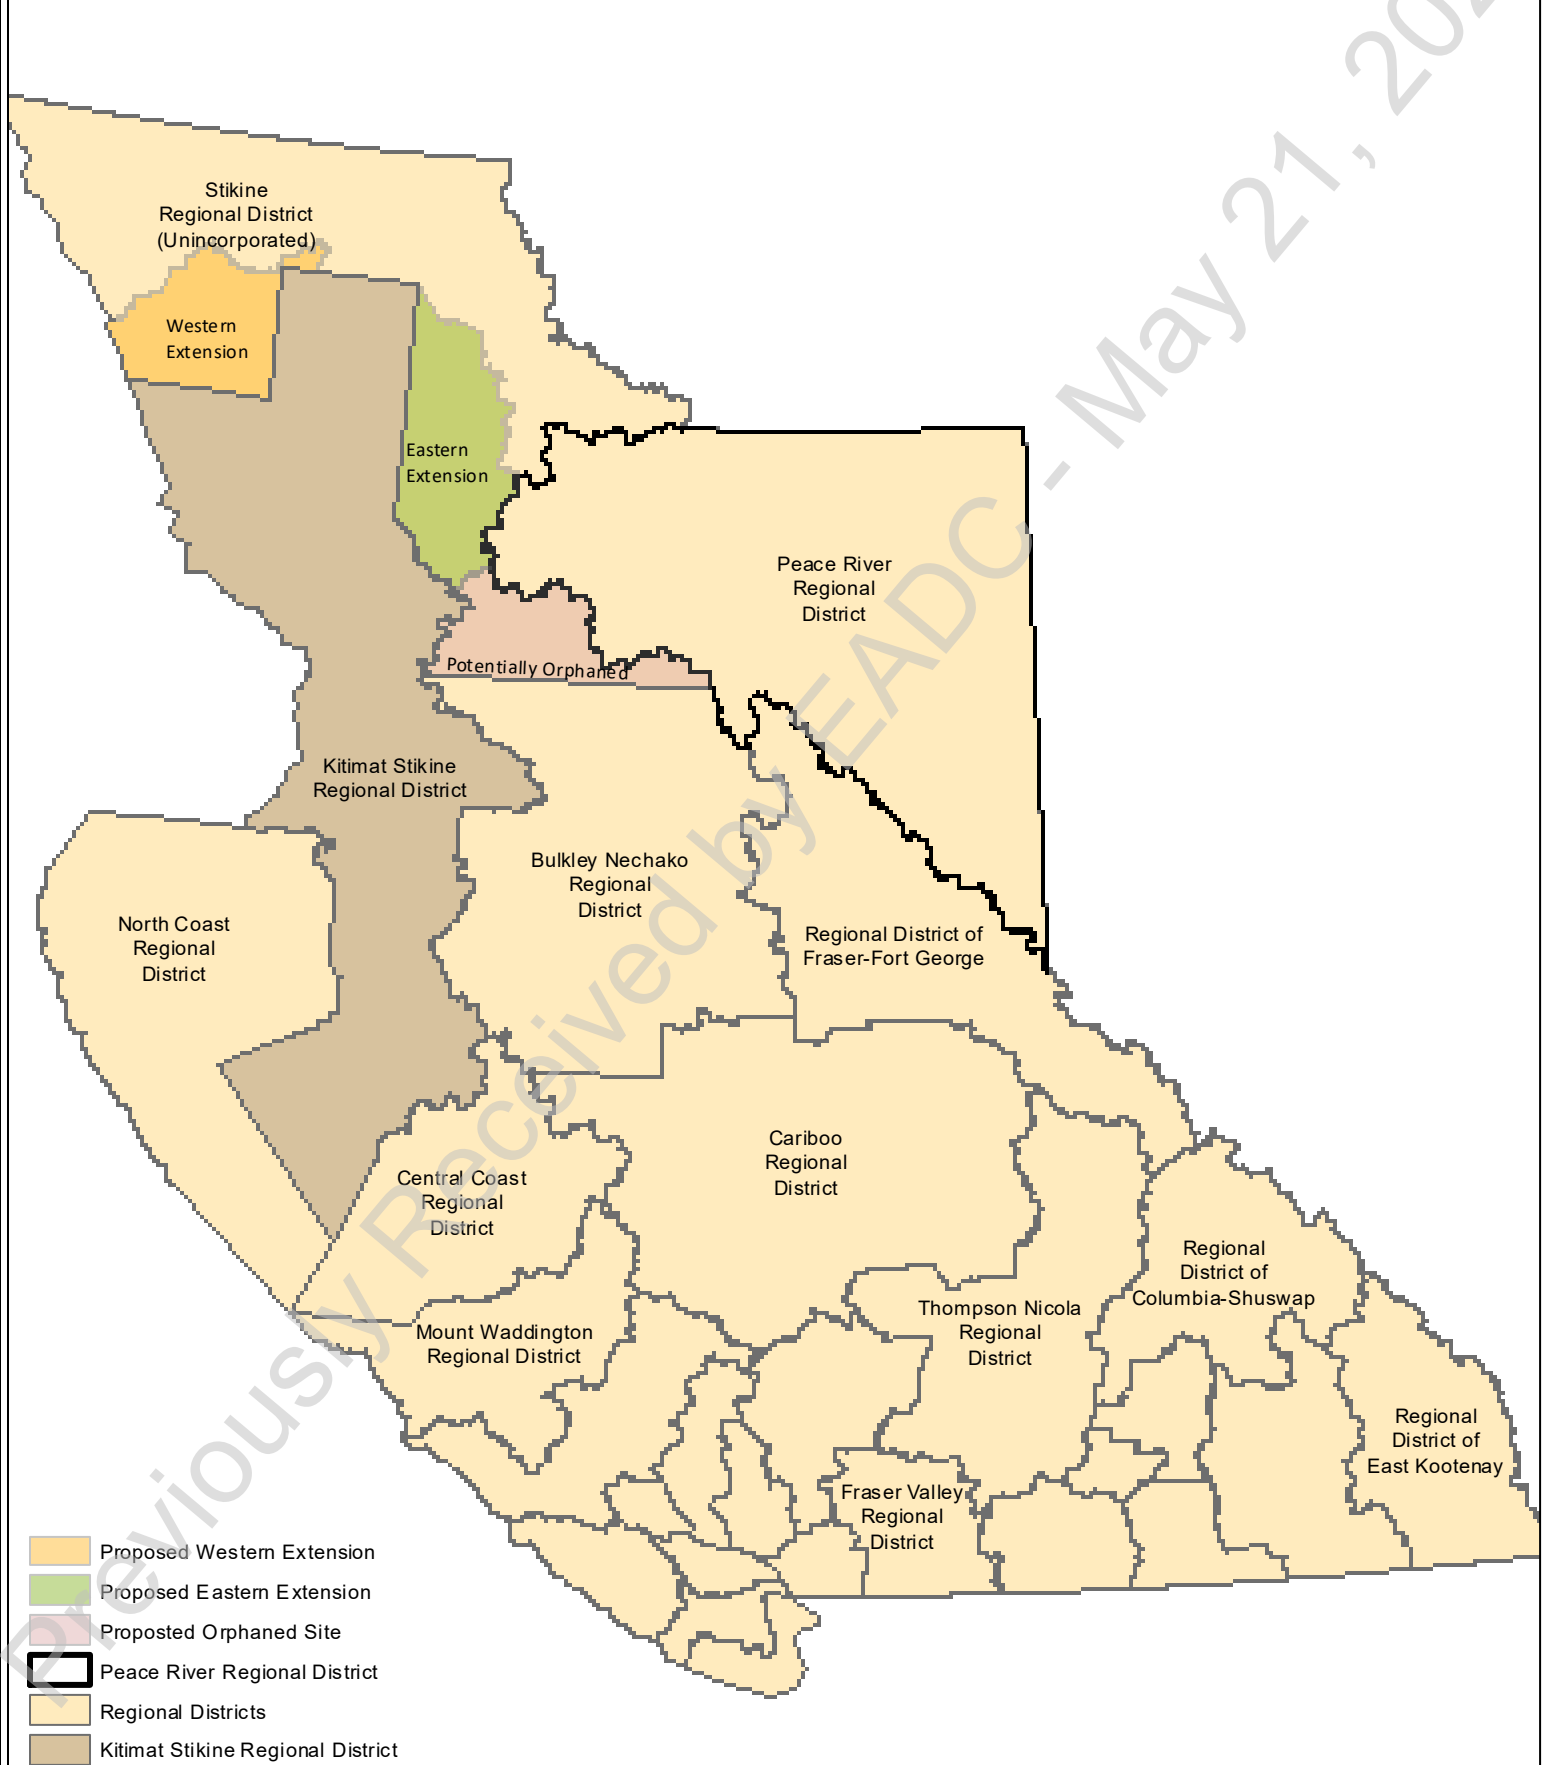 Stikine
Regional District
(Unincorporated)
Western
Extension
Eastern
Extension
Peace River
Regional
District
Potentially Orphaned
Kitimat Stikine
Regional District
Bulkley Nechako
Regional
District
North Coast
Regional
District
Regional District of
Fraser-Fort George
Cariboo
Regional
District
Central Coast
Regional
District
Regional
District of
Columbia-Shuswap
Thompson Nicola
Regional
District
Mount Waddington
Regional District
Regional
District of
East Kootenay
Fraser Valley
Regional
District
Proposed Western Extension
Proposed Eastern Extension
Proposted Orphaned Site
Peace River Regional District
Regional Districts
Kitimat Stikine Regional District
Previously Received by EADC - May 21,